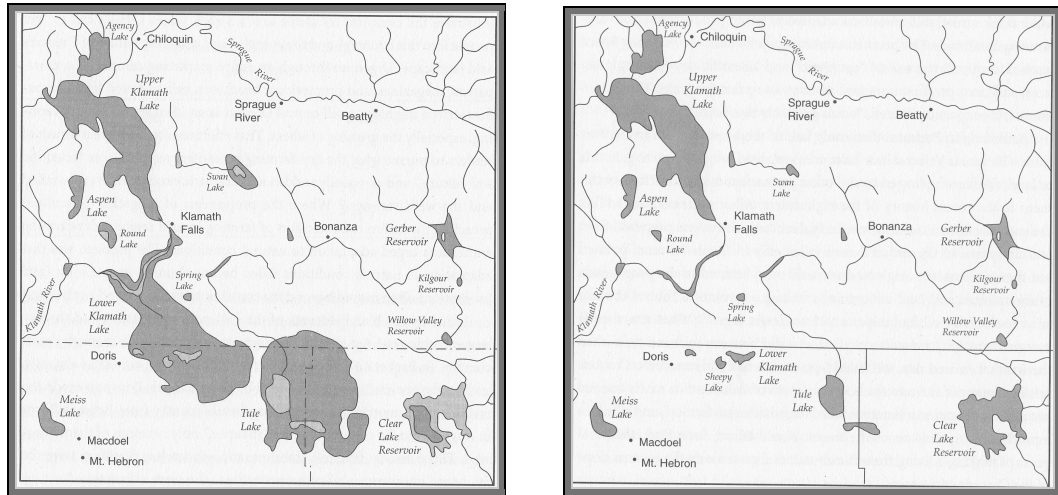 Agency
Lake
Chiloquin
Sprague
River
Upper
Klamath
Lake
Sprague
River
Beatty
Swan
Lake
Aspen
Lake
Klamath
Falls
Round
Lake
Bonanza
Gerber
Reservoir
Spring
Lake
Kilgour
Reservoir
Klamath River
Lower
Klamath
Lake
Willow Valley
Reservoir
Doris
Meiss
Lake
Tule
Lake
Clear
Lake
Reservoir
Macdoel
Mt. Hebron
Agency
Lake
Chiloquin
Sprague
River
Upper
Klamath
Lake
Sprague
River
Beatty
Swan
Lake
Aspen
Lake
Klamath
Falls
Round
Lake
Bonanza
Gerber
Reservoir
Kilgour
Reservoir
Klamath River
Spring
Lake
Willow Valley
Reservoir
Doris
Lower
Klamath
Lake
Sheepy
Lake
Meiss
Lake
Tule
Lake
Clear
Lake
Reservoir
Macdoel
Mt. Hebron